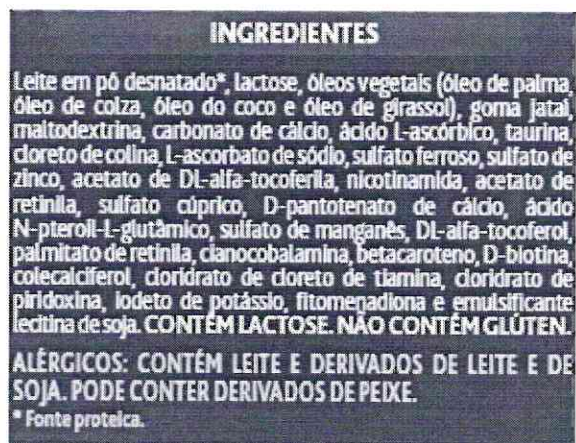 INGREDIENTES
Leite em pó desnatado*, lactose, óleos vegetais (óleo de palma,
óleo de colza, óleo do coco e óleo de girassol), goma jataí,
maltodextrina, carbonato de cálcio, ácido L-ascórbico, taurina,
cloreto de colina, L-ascorbato de sódio, sulfato ferroso, sulfato de
zinco, acetato de DL-alfa-tocoferila, nicotinamida, acetato de
retinila, sulfato cúprico, D-pantotenato de cálcio, ácido
N-pteroil-L-glutâmico, sulfato de manganês, DL-alfa-tocoferol,
palmitato de retinila, cianocobalamina, betacaroteno, D-biotina,
colecalciferol, cloridrato de cloreto de tiamina, cloridrato de
piridoxina, iodeto de potássio, fitomenadiona e emulsificante
lecitina de soja. CONTÉM LACTOSE. NÃO CONTÉM GLÚTEN.
ALÉRGICOS: CONTÉM LEITE E DERIVADOS DE LEITE E DE
SOJA. PODE CONTER DERIVADOS DE PEIXE.
* Fonte proteica.